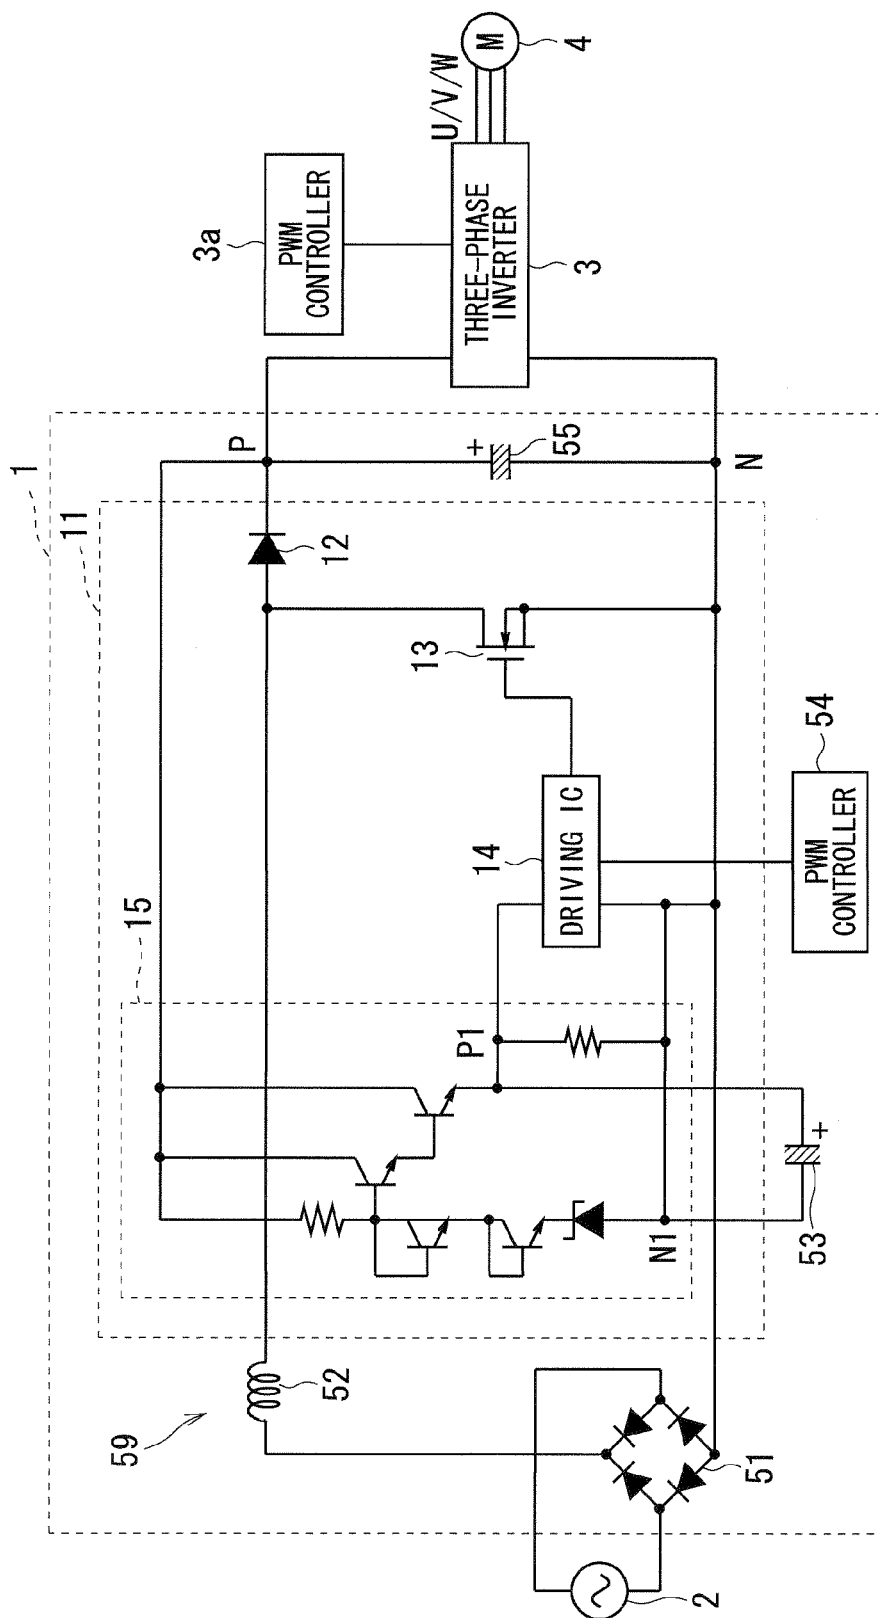 1
11
15
59
52
P
12
3a
PWM
CONTROLLER
U/V/W
M
4
THREE-PHASE
INVERTER
3
+
55
13
14
DRIVING IC
P1
N1
N
54
PWM
CONTROLLER
+
53
51
2